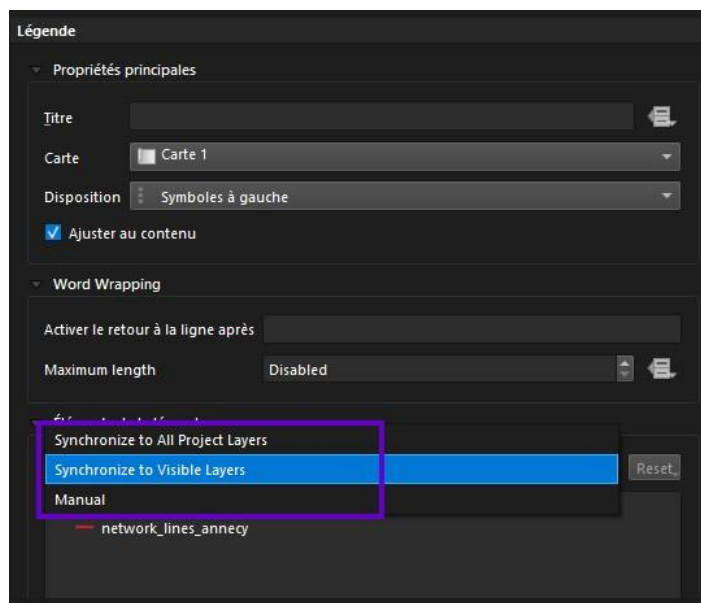 Légende
Propriétés principales
Titre
Carte Carte 1
Disposition Symboles à gauche
Ajuster au contenu
Word Wrapping
Activer le retour à la ligne après
Maximum length Disabled
Synchronize to All Project Layers
Synchronize to Visible Layers
Reset
Manual
network_lines_annecy